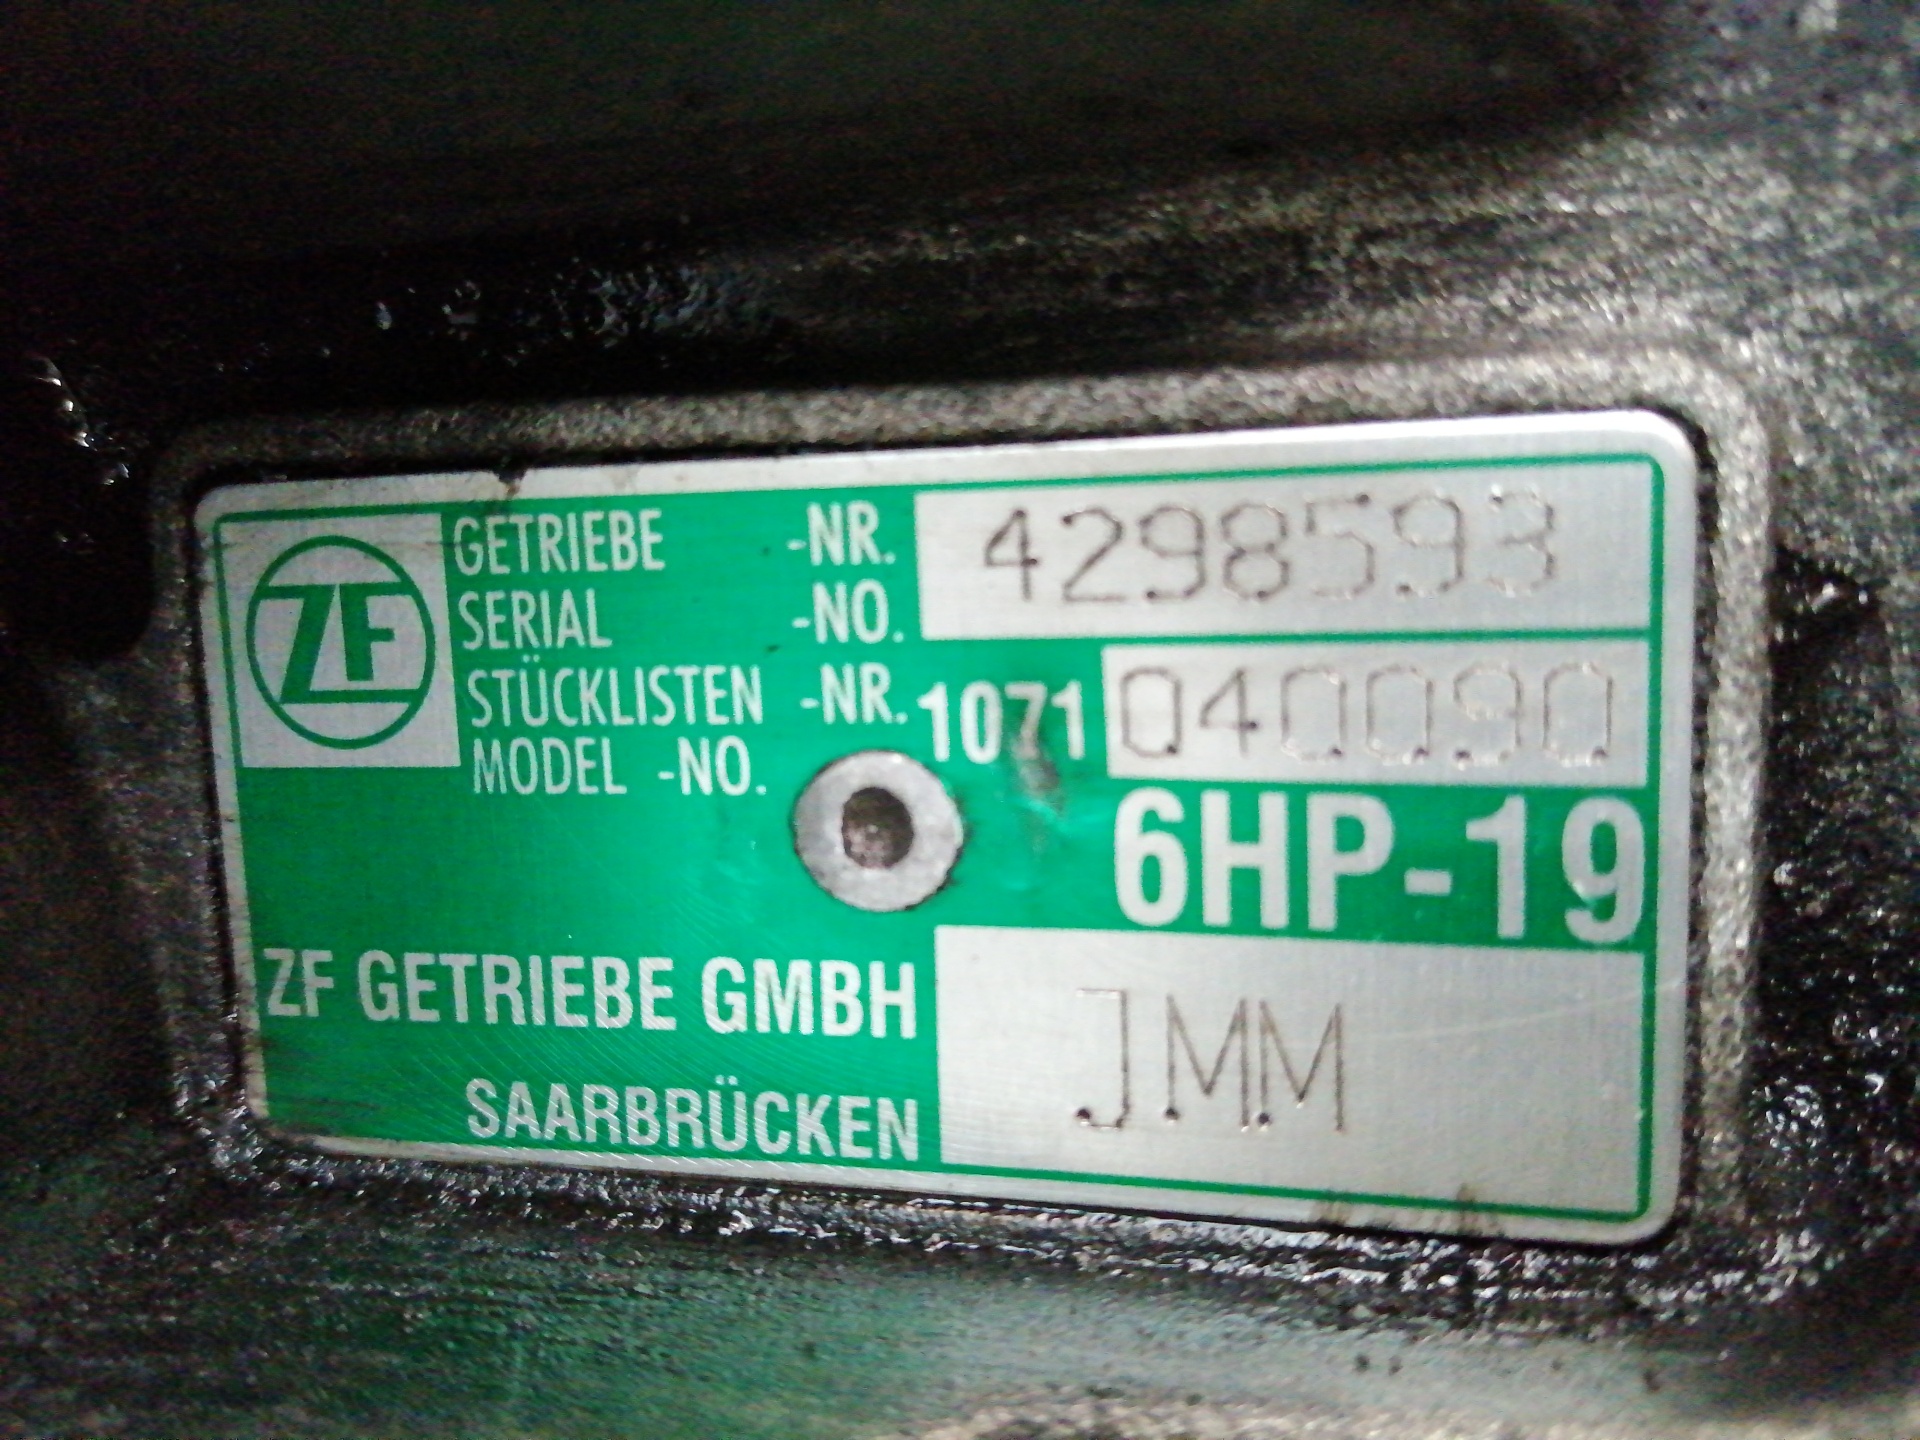 ZF
GETRIEBE -NR. 4298593
SERIAL -NO.
STÜCKLISTEN -NR. 1071 040090
MODEL -NO.
6HP-19
ZF GETRIEBE GMBH
SAARBRÜCKEN
JMM